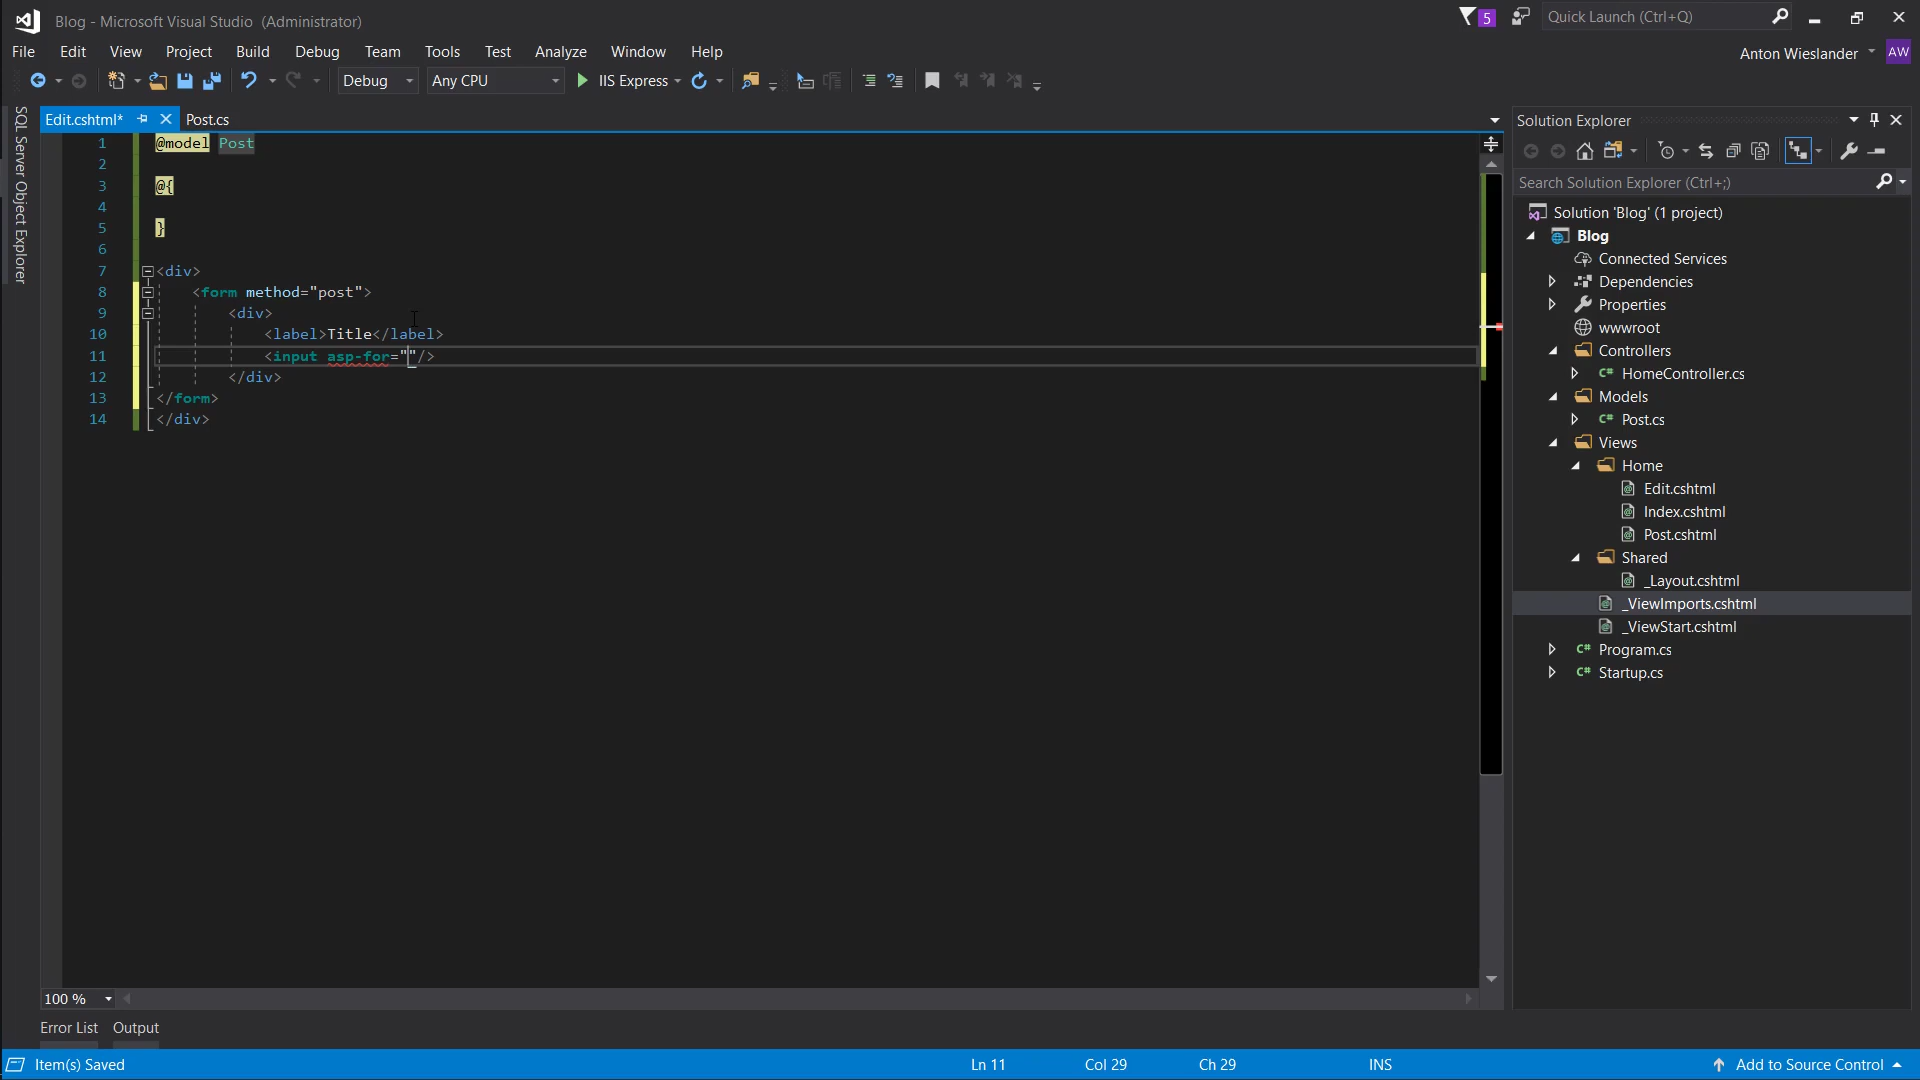 Blog - Microsoft Visual Studio (Administrator)
5
Quick Launch (Ctrl+Q)
File Edit View Project Build Debug Team Tools Test Analyze Window Help
Anton Wieslander AW
Debug Any CPU IIS Express
SQL Server Object Explorer
Edit.cshtml* Post.cs
Solution Explorer
Search Solution Explorer (Ctrl+;)
1 @model Post
2
3 @{
4
5 }
6
7 <div>
8 <form method="post">
9 <div>
10 <label>Title</label>
11 <input asp-for=""/>
12 </div>
13 </form>
14 </div>
Solution 'Blog' (1 project)
Blog
Connected Services
Dependencies
Properties
wwwroot
Controllers
C# HomeController.cs
Models
C# Post.cs
Views
Home
Edit.cshtml
Index.cshtml
Post.cshtml
Shared
_Layout.cshtml
_ViewImports.cshtml
_ViewStart.cshtml
C# Program.cs
C# Startup.cs
100 %
Error List Output
Item(s) Saved Ln 11 Col 29 Ch 29 INS Add to Source Control